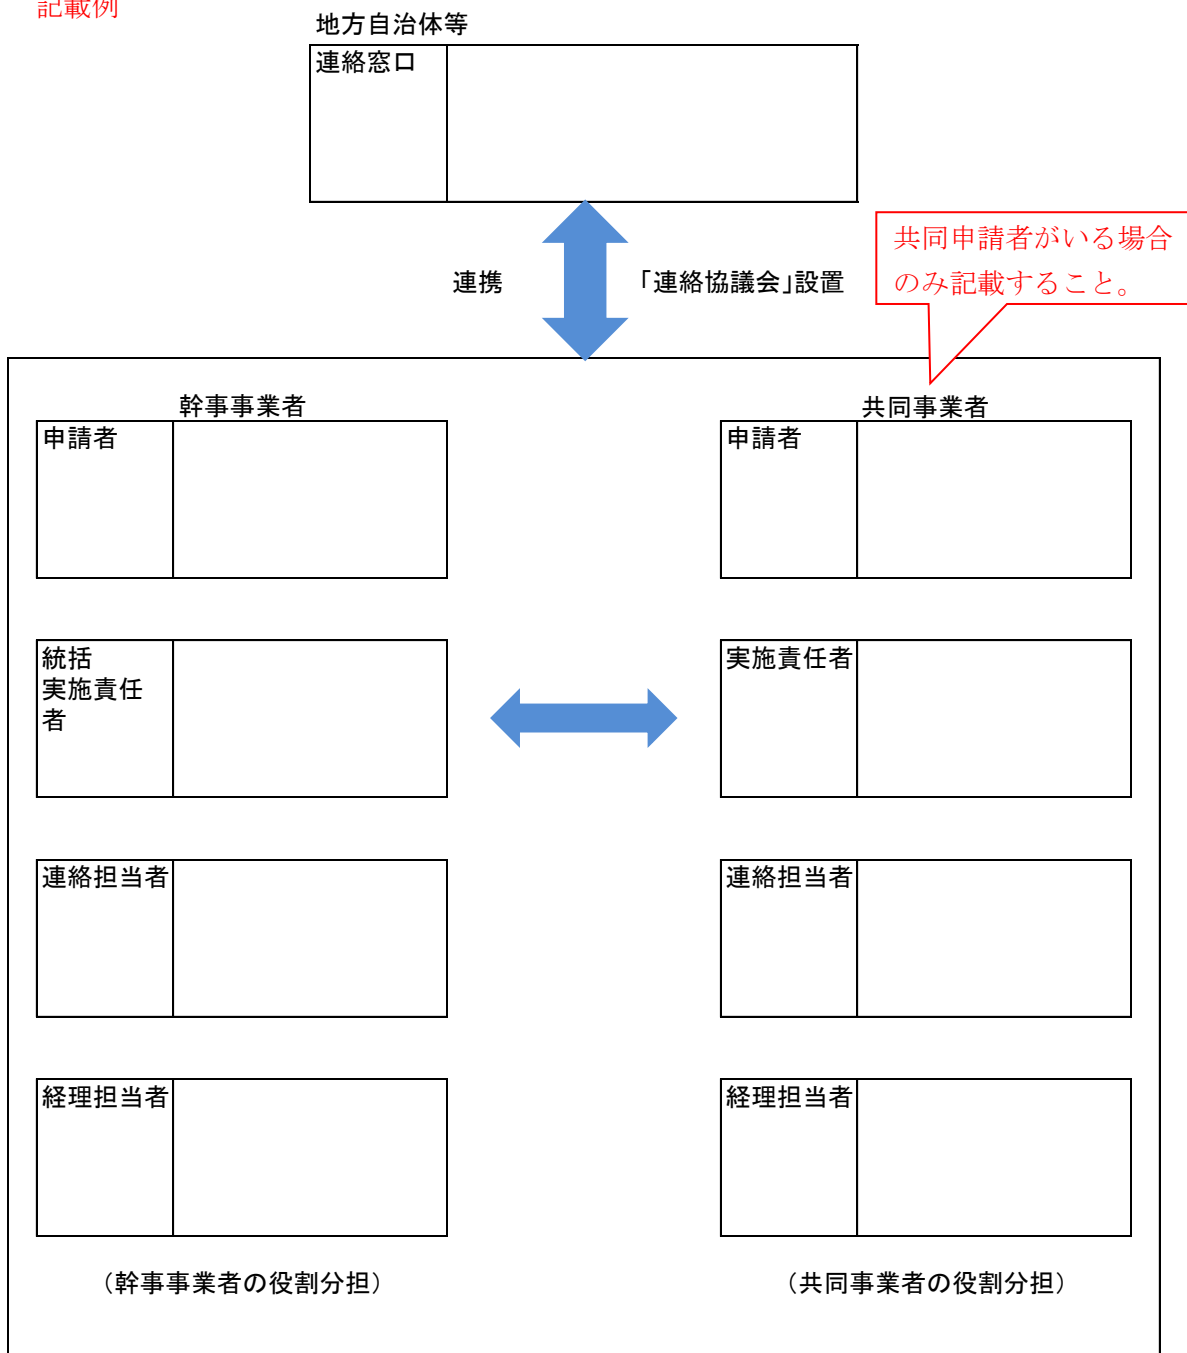 記載例
地方自治体等
連絡窓口
連携
「連絡協議会」設置
共同申請者がいる場合
のみ記載すること。
幹事事業者
申請者
統括
実施責任
者
連絡担当者
経理担当者
（幹事事業者の役割分担）
共同事業者
申請者
実施責任者
連絡担当者
経理担当者
（共同事業者の役割分担）